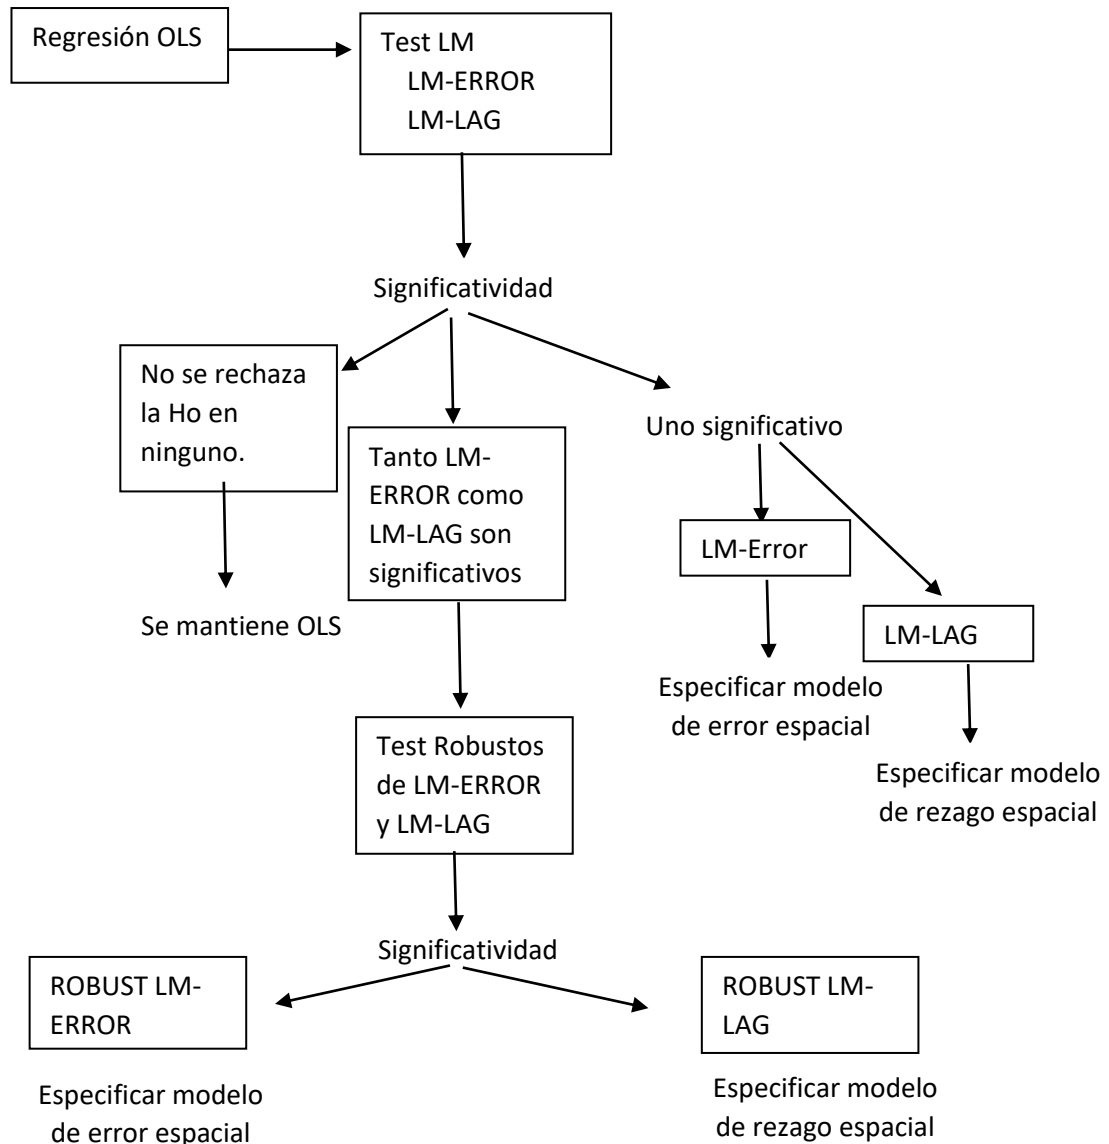 Regresión OLS
Test LM
LM-ERROR
LM-LAG
Significatividad
No se rechaza
la Ho en
ninguno.
Se mantiene OLS
Tanto LM-
ERROR como
LM-LAG son
significativos
Uno significativo
LM-Error
Especificar modelo
de error espacial
LM-LAG
Especificar modelo
de rezago espacial
Test Robustos
de LM-ERROR
y LM-LAG
Significatividad
ROBUST LM-
ERROR
Especificar modelo
de error espacial
ROBUST LM-
LAG
Especificar modelo
de rezago espacial